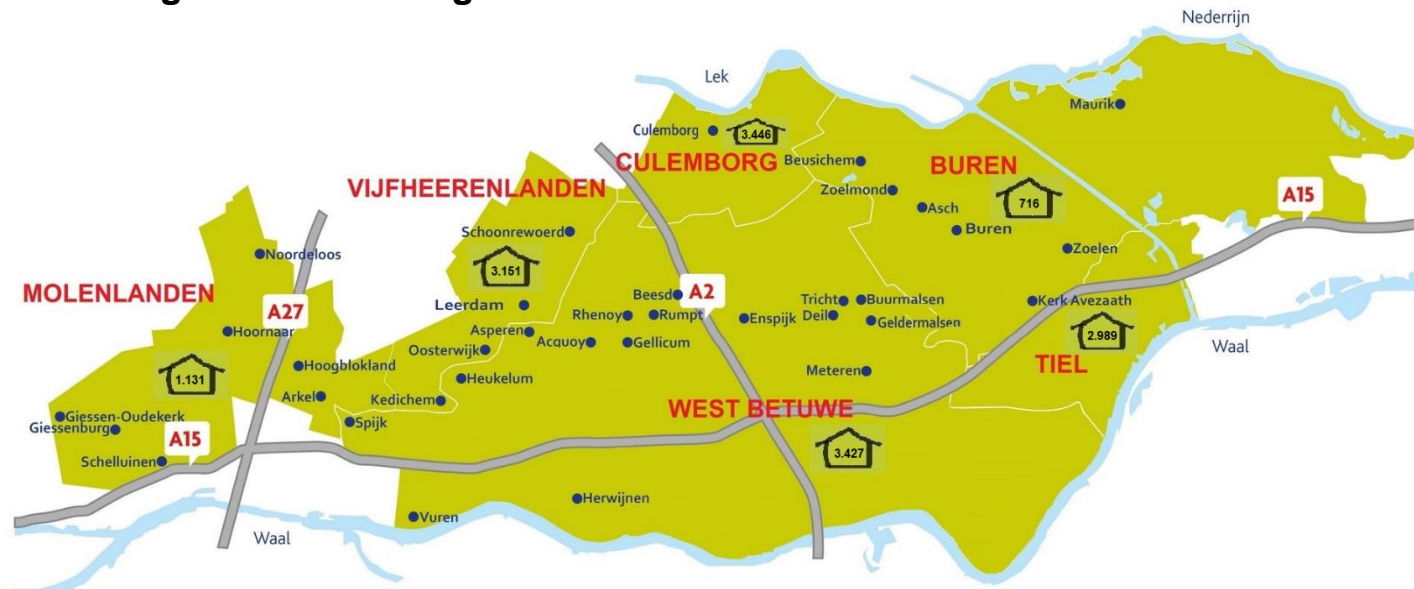 Nederrijn
Lek
Maurik
Culemborg
3.446
CULEMBORG
Beusichem
BUREN
VIJFHEERENLANDEN
Zoelmond
716
A15
Asch
Schoonrewoerd
Buren
Noordeloos
Zoelen
3.151
MOLENLANDEN
A2
Beesd
Leerdam
Tricht
Buurmalsen
Kerk Avezaath
A27
Rhenoy
Rumpt
Enspijk
Deil
Geldermalsen
Hoornaar
Asperen
2.989
Acquoy
Gellicum
Waal
Oosterwijk
TIEL
Hoogblokland
Heukelum
Meteren
1.131
Arkel
Kedichem
WEST BETUWE
Giessen-Oudekerk
Giessenburg
Spijk
A15
3.427
Schelluinen
Herwijnen
Vuren
Waal